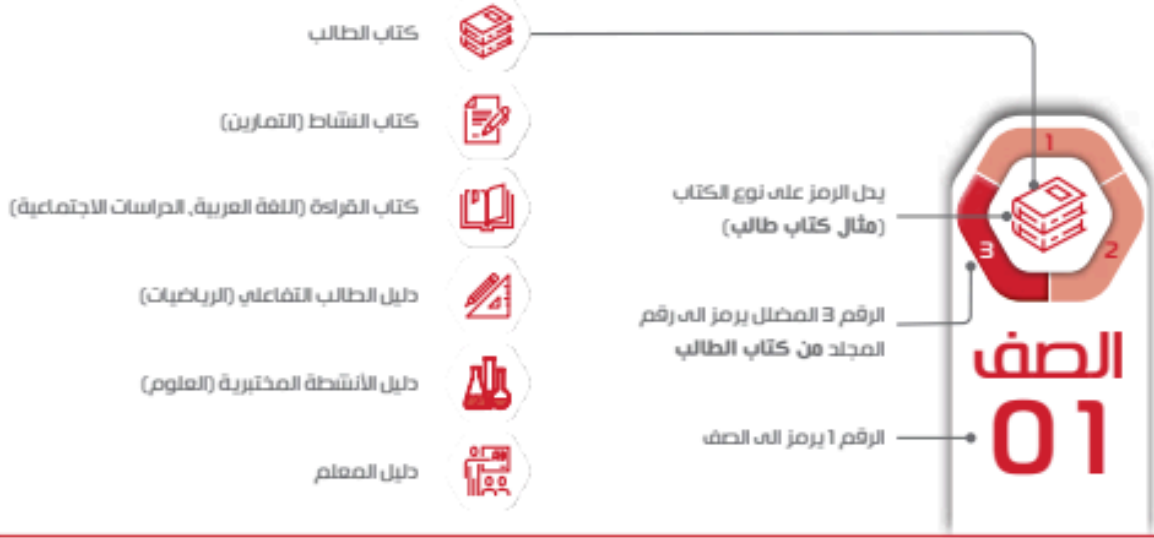 1
2
3
الصف
01
يدل الرمز على نوع الكتاب
(مثال كتاب طالب)
الرقم 3 المضلل يرمز الى رقم
المجلد من كتاب الطالب
الرقم 1 يرمز الى الصف
كتاب الطالب
كتاب النشاط (التمارين)
كتاب القراءة (اللغة العربية، الدراسات الاجتماعية)
دليل الطالب التفاعلي (الرياضيات)
دليل الأنشطة المختبرية (العلوم)
دليل المعلم